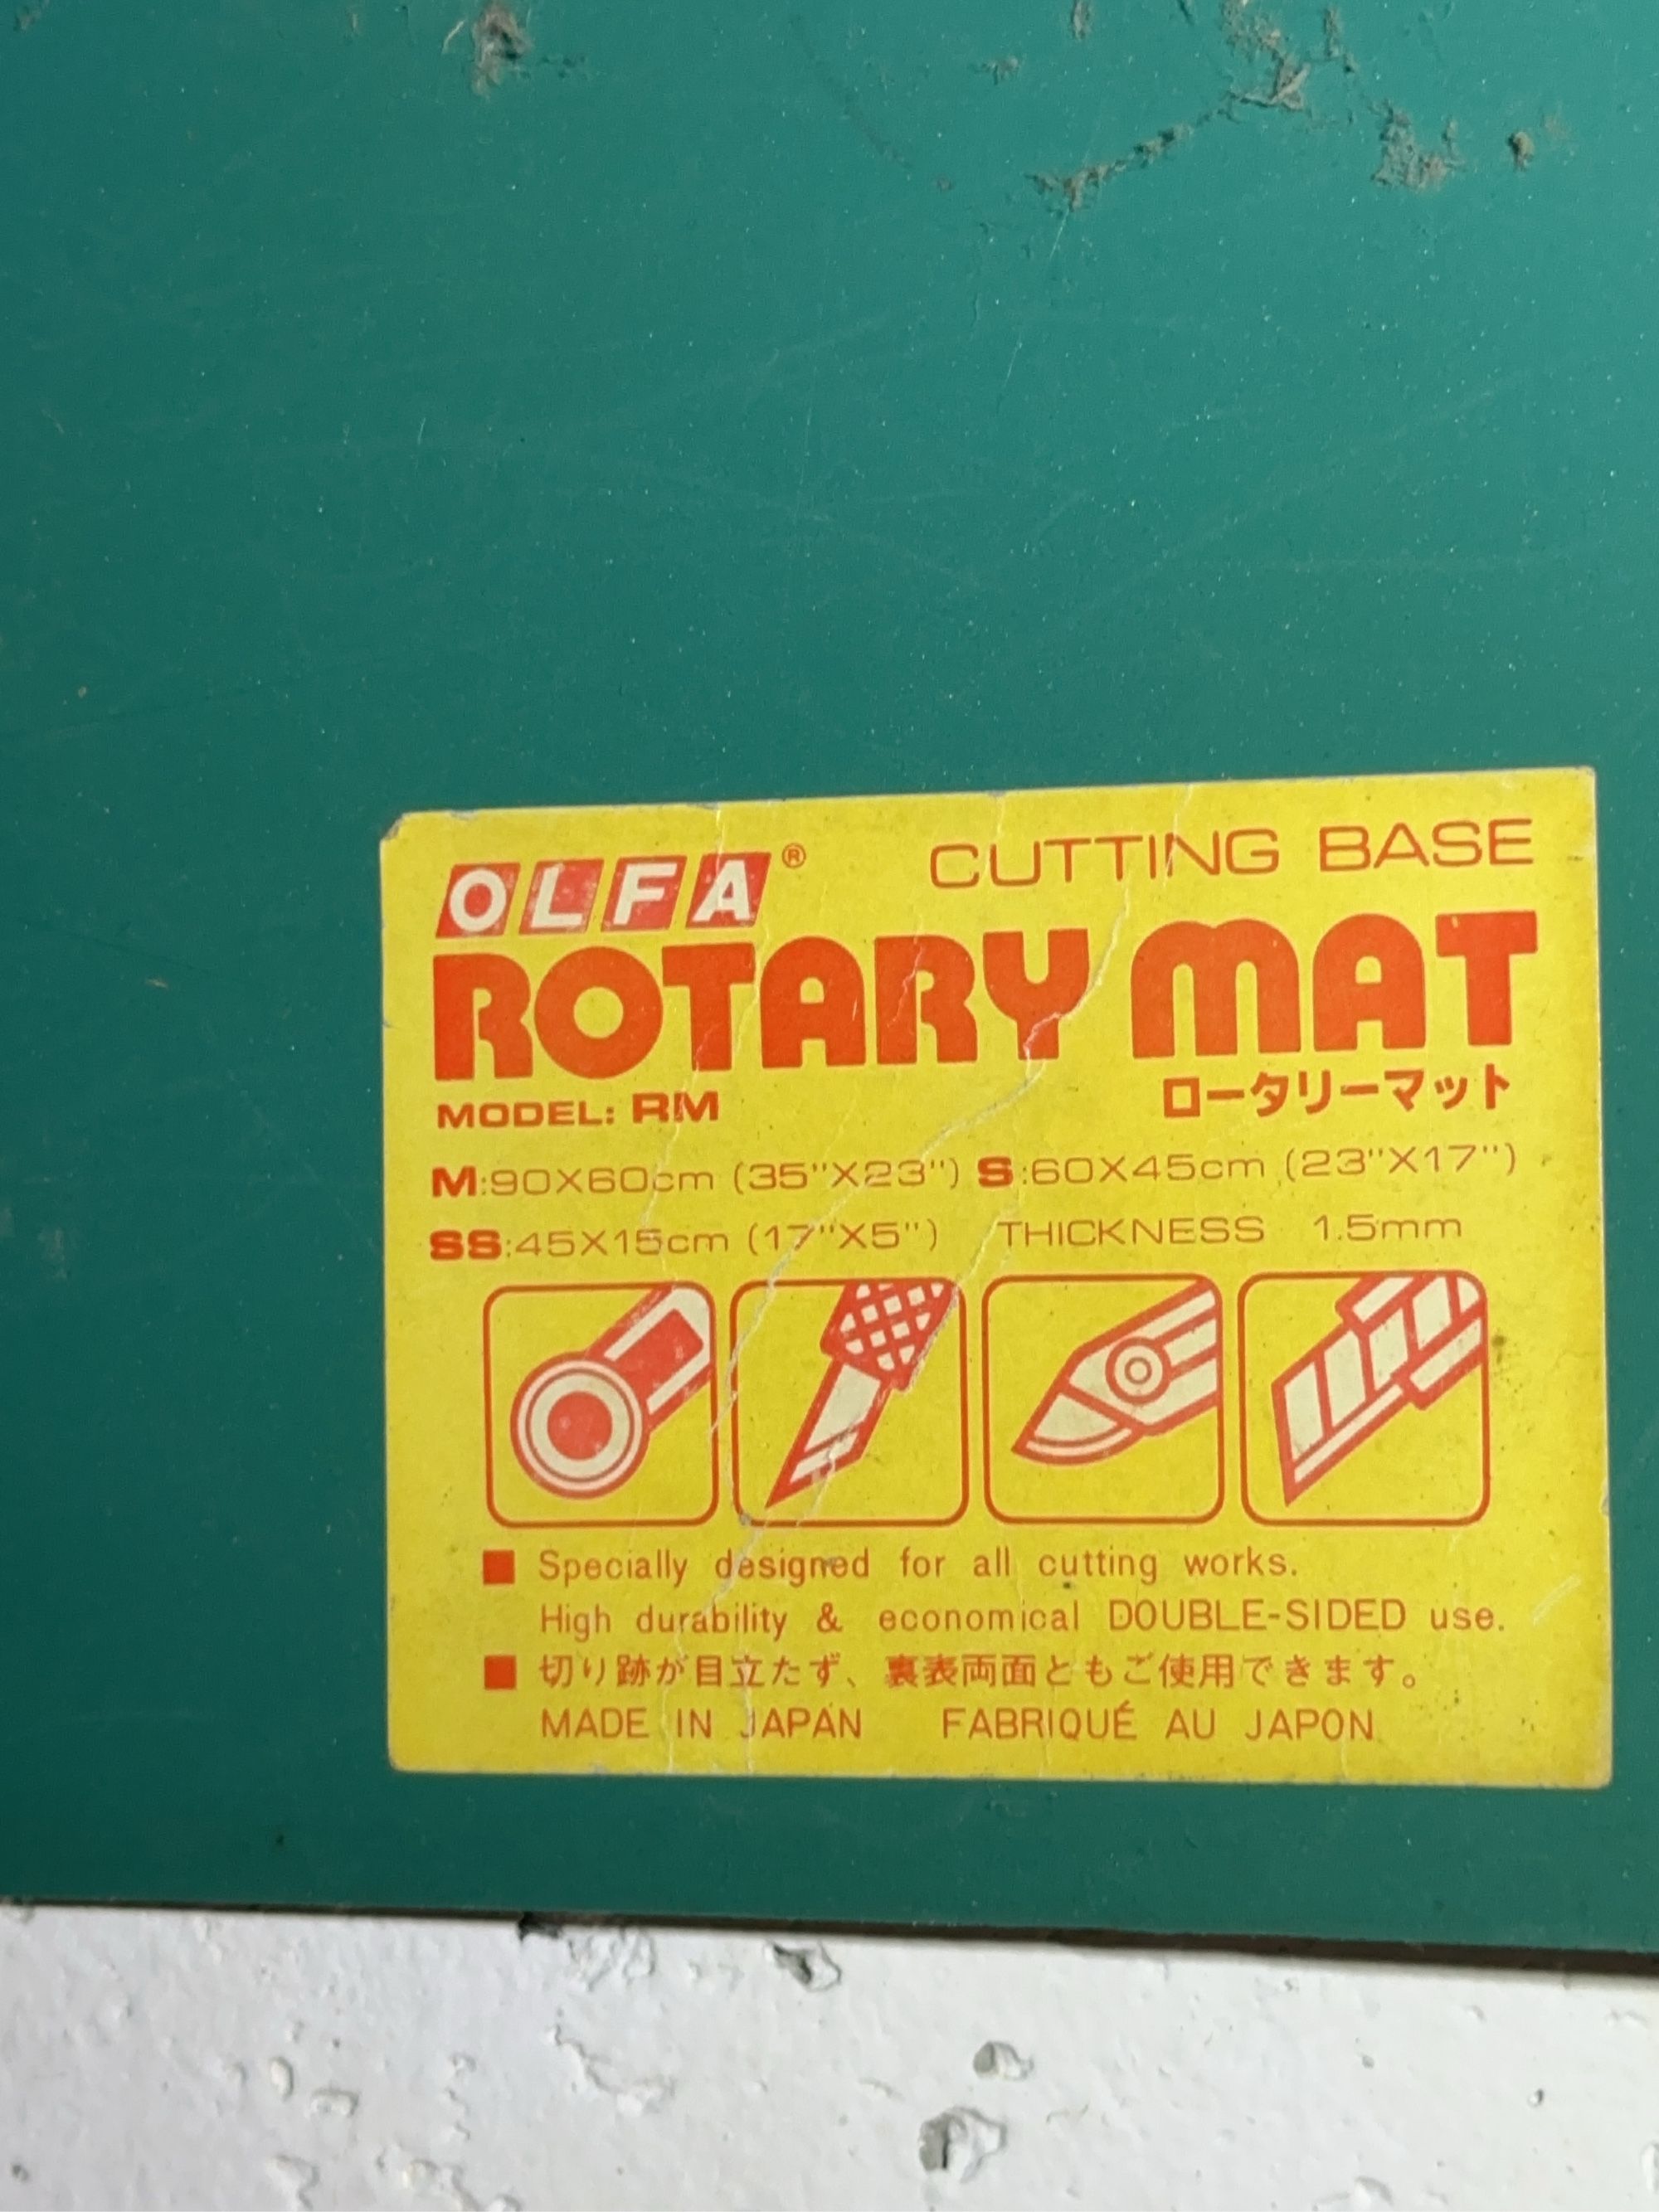 OLFA® CUTTING BASE
ROTARY MAT
MODEL: RM ロータリーマット
M:90X60cm (35"X23") S:60X45cm (23"X17")
SS:45X15cm (17"X5") THICKNESS 1.5mm
■ Specially designed for all cutting works.
High durability & economical DOUBLE-SIDED use.
■ 切り跡が目立たず、裏表両面ともご使用できます。
MADE IN JAPAN FABRIQUÉ AU JAPON